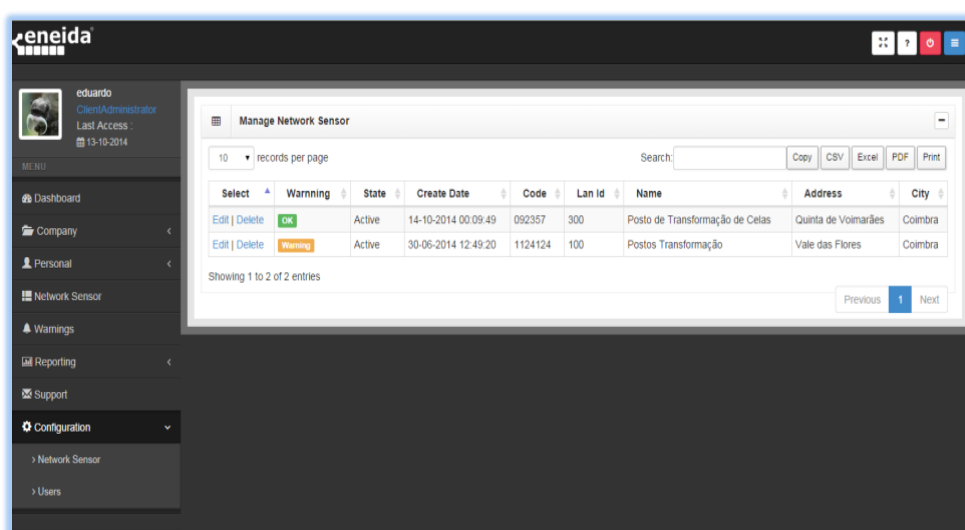 eneida
?
eduardo
ClientAdministrator
Last Access :
13-10-2014
MENU
Dashboard
Company
Personal
Network Sensor
Warnings
Reporting
Support
Configuration
> Network Sensor
> Users
Manage Network Sensor
10 records per page
Search:
Copy CSV Excel PDF Print
Select Warnning State Create Date Code Lan Id Name Address City
Edit | Delete OK Active 14-10-2014 00:09:49 092357 300 Posto de Transformação de Celas Quinta de Voimarães Coimbra
Edit | Delete Warning Active 30-06-2014 12:49:20 1124124 100 Postos Transformação Vale das Flores Coimbra
Showing 1 to 2 of 2 entries
Previous 1 Next